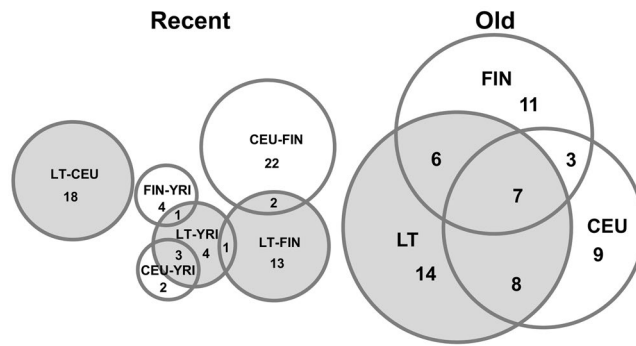 Recent
Old
LT-CEU
18
FIN-YRI
4
1
CEU-FIN
22
2
LT-YRI
4
1
3
CEU-YRI
2
LT-FIN
13
FIN
11
6
3
7
LT
14
8
CEU
9